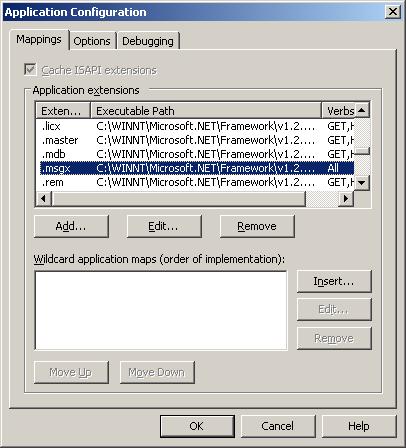 Application Configuration
Mappings Options Debugging
Cache ISAPI extensions
Application extensions
Exten... Executable Path Verbs
.licx C:\WINNT\Microsoft.NET\Framework\v1.2.... GET,H
.master C:\WINNT\Microsoft.NET\Framework\v1.2.... GET,H
.mdb C:\WINNT\Microsoft.NET\Framework\v1.2.... GET,H
.msgx C:\WINNT\Microsoft.NET\Framework\v1.2.... All
.rem C:\WINNT\Microsoft.NET\Framework\v1.2.... GET,H
Add... Edit... Remove
Wildcard application maps (order of implementation):
Insert...
Edit...
Remove
Move Up Move Down
OK Cancel Help